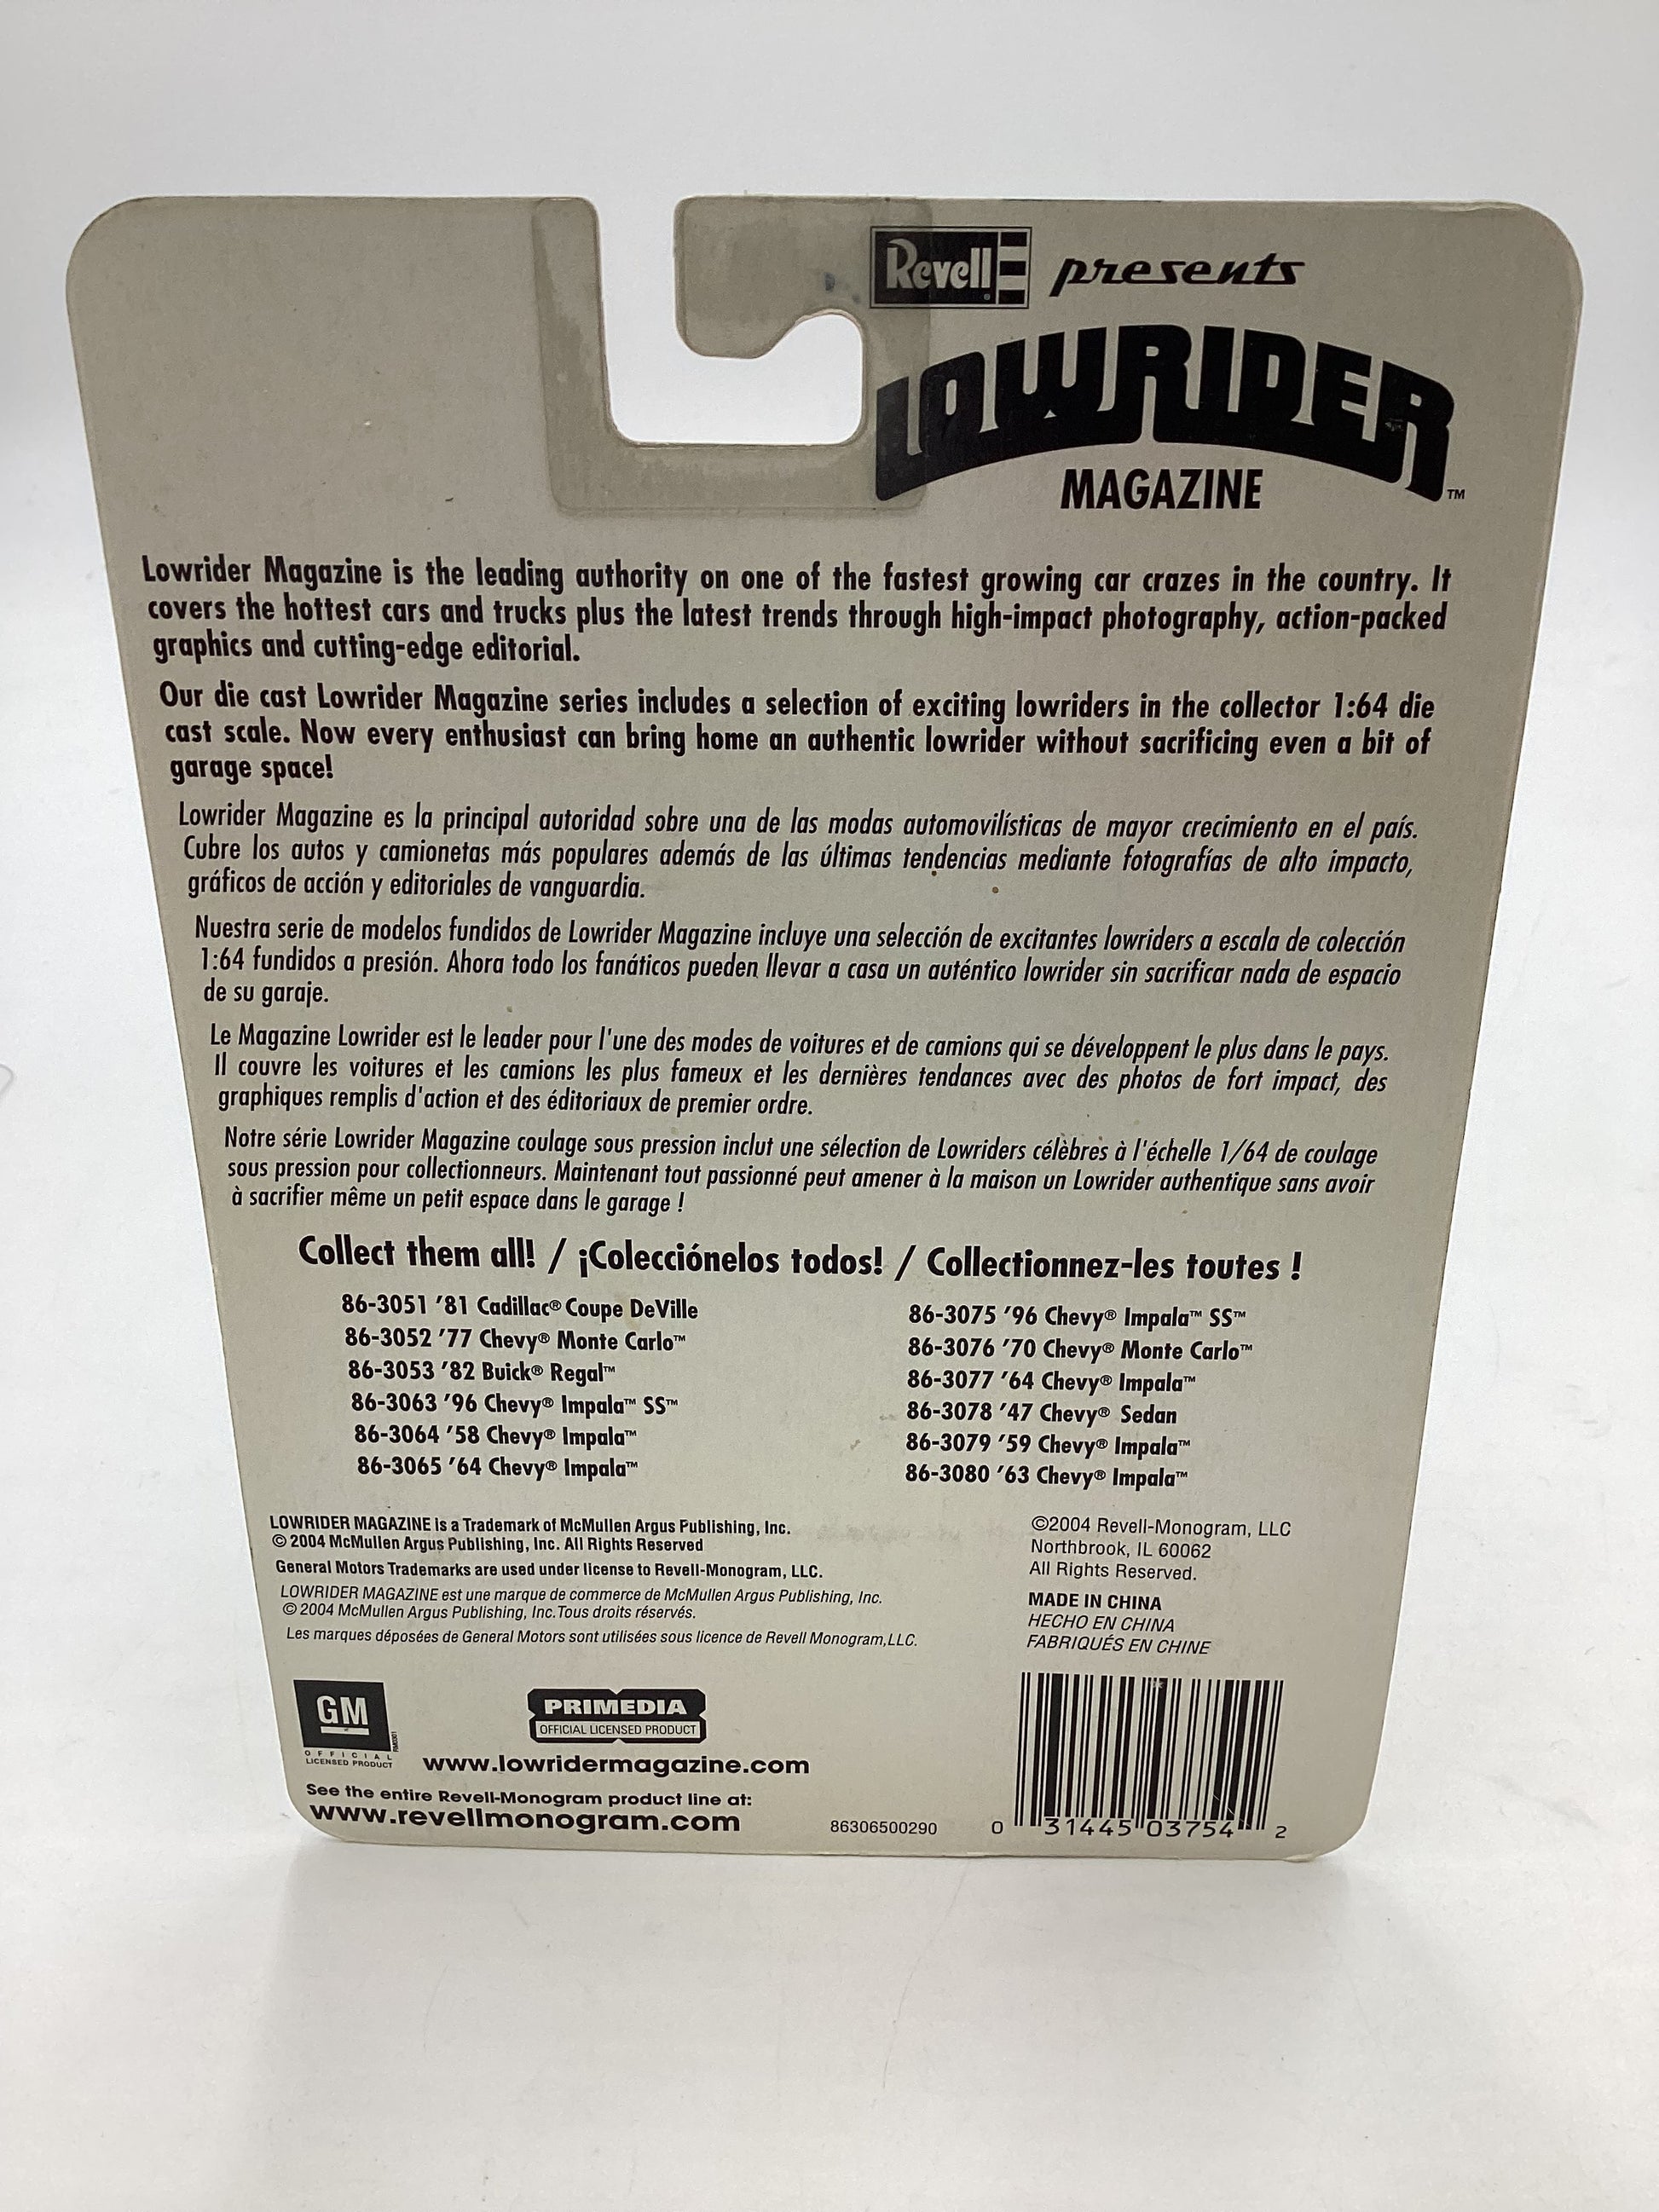 Revell presents
LOWRIDER™
MAGAZINE
Lowrider Magazine is the leading authority on one of the fastest growing car crazes in the country. It
covers the hottest cars and trucks plus the latest trends through high-impact photography, action-packed
graphics and cutting-edge editorial.
Our die cast Lowrider Magazine series includes a selection of exciting lowriders in the collector 1:64 die
cast scale. Now every enthusiast can bring home an authentic lowrider without sacrificing even a bit of
garage space!
Lowrider Magazine es la principal autoridad sobre una de las modas automovilísticas de mayor crecimiento en el país.
Cubre los autos y camionetas más populares además de las últimas tendencias mediante fotografías de alto impacto,
gráficos de acción y editoriales de vanguardia.
Nuestra serie de modelos fundidos de Lowrider Magazine incluye una selección de excitantes lowriders a escala de colección
1:64 fundidos a presión. Ahora todo los fanáticos pueden llevar a casa un auténtico lowrider sin sacrificar nada de espacio
de su garaje.
Le Magazine Lowrider est le leader pour l'une des modes de voitures et de camions qui se développent le plus dans le pays.
Il couvre les voitures et les camions les plus fameux et les dernières tendances avec des photos de fort impact, des
graphiques remplis d'action et des éditoriaux de premier ordre.
Notre série Lowrider Magazine coulage sous pression inclut une sélection de Lowriders célèbres à l'échelle 1/64 de coulage
sous pression pour collectionneurs. Maintenant tout passionné peut amener à la maison un Lowrider authentique sans avoir
à sacrifier même un petit espace dans le garage !
Collect them all! / ¡Colecciónelos todos! / Collectionnez-les toutes !
86-3051 '81 Cadillac® Coupe DeVille
86-3052 '77 Chevy® Monte Carlo™
86-3053 '82 Buick® Regal™
86-3063 '96 Chevy® Impala™ SS™
86-3064 '58 Chevy® Impala™
86-3065 '64 Chevy® Impala™
86-3075 '96 Chevy® Impala™ SS™
86-3076 '70 Chevy® Monte Carlo™
86-3077 '64 Chevy® Impala™
86-3078 '47 Chevy® Sedan
86-3079 '59 Chevy® Impala™
86-3080 '63 Chevy® Impala™
LOWRIDER MAGAZINE is a Trademark of McMullen Argus Publishing, Inc.
© 2004 McMullen Argus Publishing, Inc. All Rights Reserved
General Motors Trademarks are used under license to Revell-Monogram, LLC.
LOWRIDER MAGAZINE est une marque de commerce de McMullen Argus Publishing, Inc.
© 2004 McMullen Argus Publishing, Inc.Tous droits réservés.
Les marques déposées de General Motors sont utilisées sous licence de Revell Monogram,LLC.
©2004 Revell-Monogram, LLC
Northbrook, IL 60062
All Rights Reserved.
MADE IN CHINA
HECHO EN CHINA
FABRIQUÉS EN CHINE
GM
OFFICIAL
LICENSED PRODUCT
PRIMEDIA
OFFICIAL LICENSED PRODUCT
www.lowridermagazine.com
See the entire Revell-Monogram product line at:
www.revellmonogram.com
86306500290
0 31445 03754 2